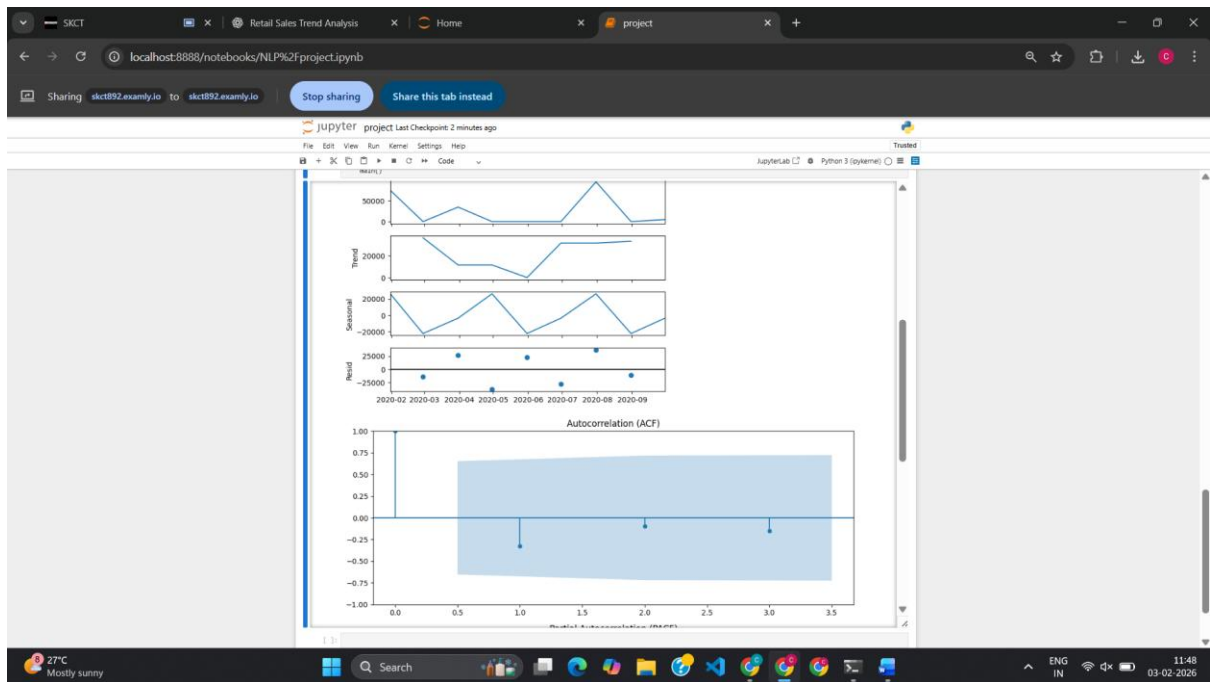 SKCT
Retail Sales Trend Analysis
Home
project
localhost:8888/notebooks/NLP%2Fproject.ipynb
Sharing skct892.examly.io to skct892.examly.io Stop sharing Share this tab instead
jupyter project Last Checkpoint: 2 minutes ago
File Edit View Run Kernel Settings Help Trusted
Code JupyterLab Python 3 (ipykernel)
main()
50000
0
Trend
20000
0
Seasonal
20000
0
−20000
Resid
25000
0
−25000
2020-02 2020-03 2020-04 2020-05 2020-06 2020-07 2020-08 2020-09
Autocorrelation (ACF)
1.00
0.75
0.50
0.25
0.00
−0.25
−0.50
−0.75
−1.00
0.0 0.5 1.0 1.5 2.0 2.5 3.0 3.5
Partial Autocorrelation (PACF)
[ ]:
8
27°C
Mostly sunny
Search
ENG
IN
11:48
03-02-2026